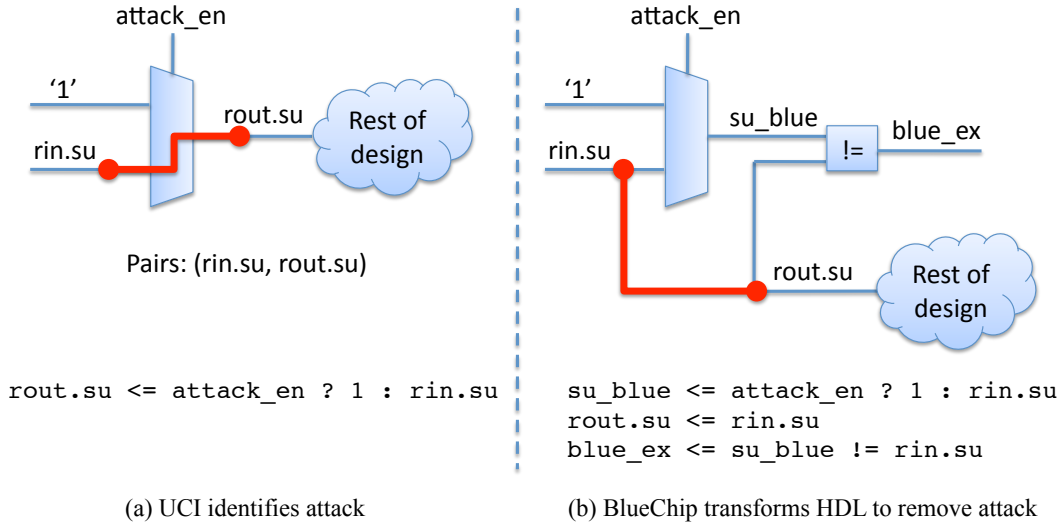 attack_en
‘1’
rin.su
rout.su
Rest of
design
Pairs: (rin.su, rout.su)
rout.su <= attack_en ? 1 : rin.su
(a) UCI identifies attack
attack_en
‘1’
rin.su
su_blue
!=
blue_ex
rout.su
Rest of
design
su_blue <= attack_en ? 1 : rin.su
rout.su <= rin.su
blue_ex <= su_blue != rin.su
(b) BlueChip transforms HDL to remove attack